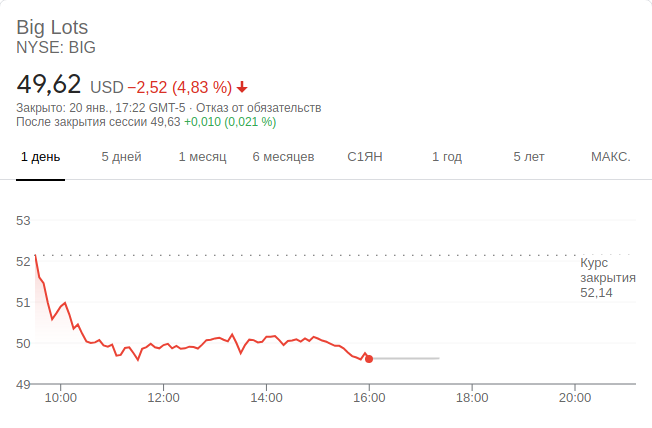 Big Lots
NYSE: BIG
49,62 USD −2,52 (4,83 %)
Закрыто: 20 янв., 17:22 GMT-5 · Отказ от обязательств
После закрытия сессии 49,63 +0,010 (0,021 %)
1 день 5 дней 1 месяц 6 месяцев С1ЯН 1 год 5 лет МАКС.
53
52
Курс
закрытия
52,14
51
50
49
10:00 12:00 14:00 16:00 18:00 20:00